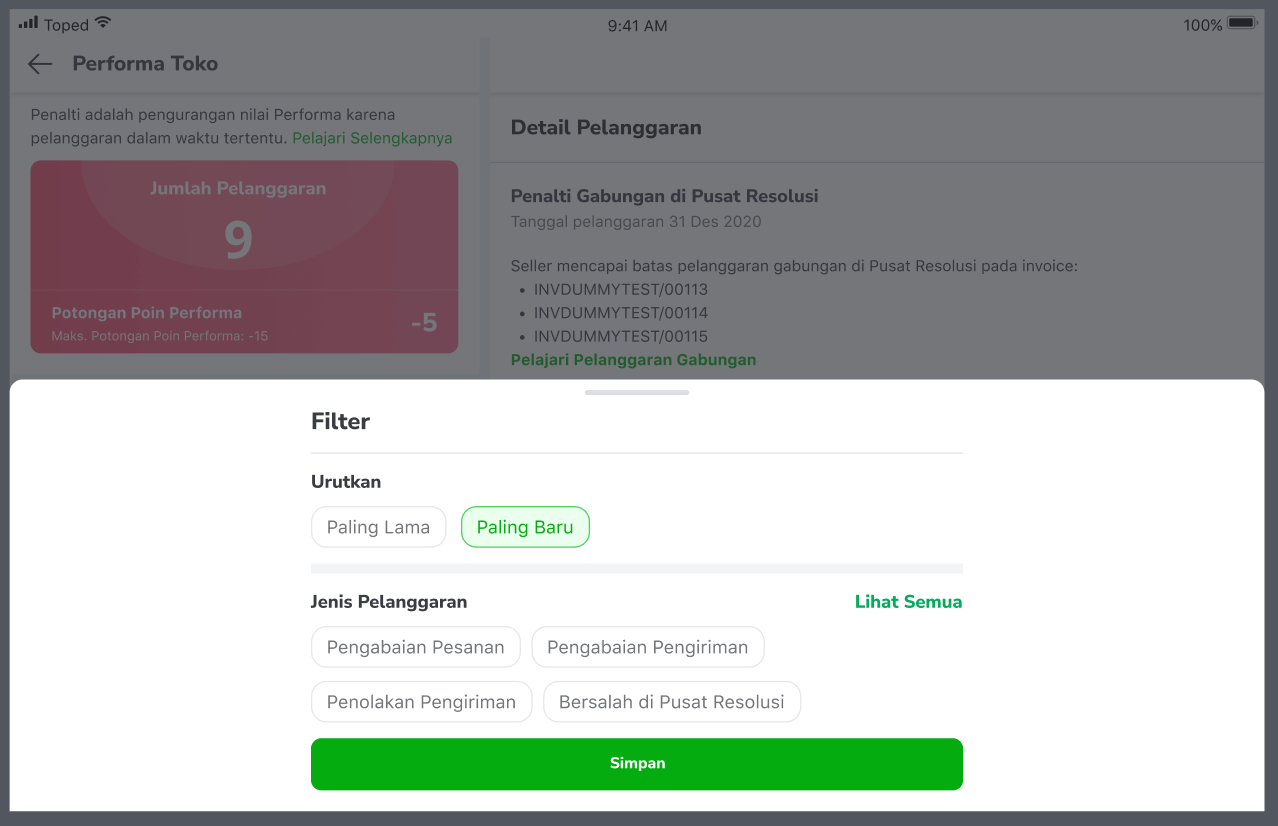 Toped
9:41 AM
100%
Performa Toko
Penalti adalah pengurangan nilai Performa karena
pelanggaran dalam waktu tertentu. Pelajari Selengkapnya
Jumlah Pelanggaran
9
Potongan Poin Performa
Maks. Potongan Poin Performa: -15
-5
Detail Pelanggaran
Penalti Gabungan di Pusat Resolusi
Tanggal pelanggaran 31 Des 2020
Seller mencapai batas pelanggaran gabungan di Pusat Resolusi pada invoice:
• INVDUMMYTEST/00113
• INVDUMMYTEST/00114
• INVDUMMYTEST/00115
Pelajari Pelanggaran Gabungan
Filter
Urutkan
Paling Lama
Paling Baru
Jenis Pelanggaran
Lihat Semua
Pengabaian Pesanan
Pengabaian Pengiriman
Penolakan Pengiriman
Bersalah di Pusat Resolusi
Simpan